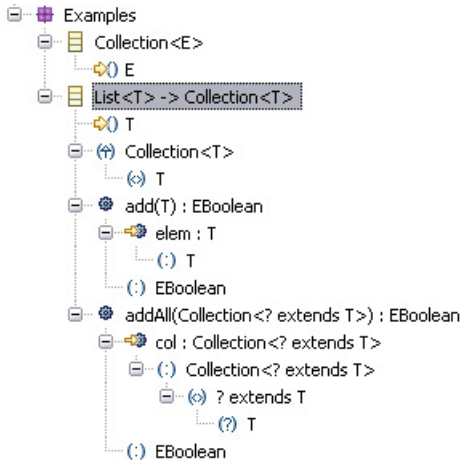 Examples
Collection<E>
E
List<T> -> Collection<T>
T
Collection<T>
T
add(T) : EBoolean
elem : T
T
EBoolean
addAll(Collection<? extends T>) : EBoolean
col : Collection<? extends T>
Collection<? extends T>
? extends T
T
EBoolean